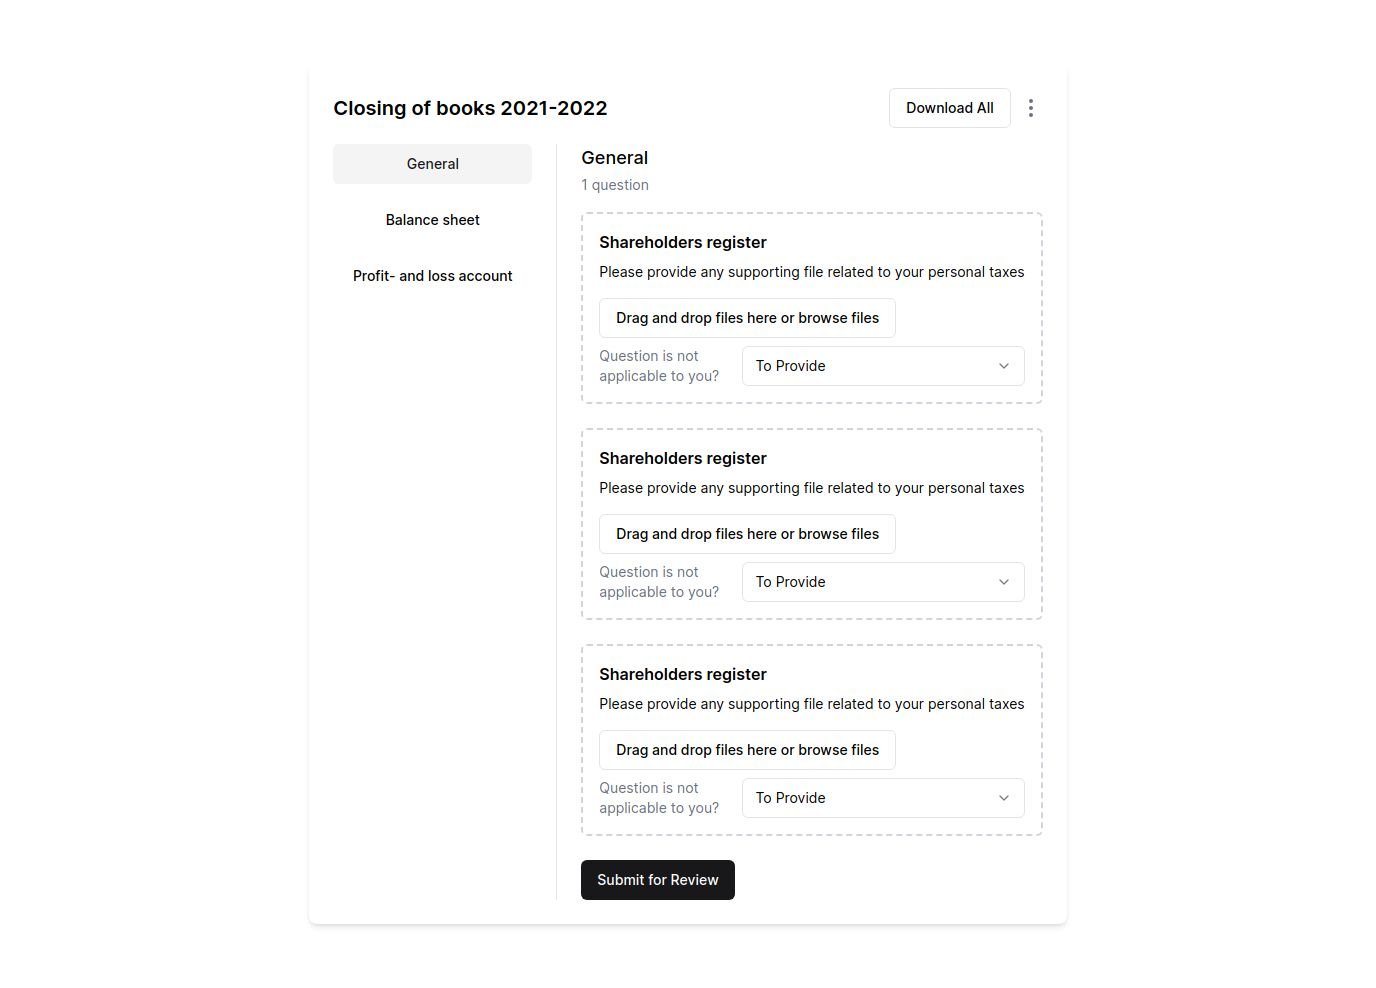 Closing of books 2021-2022
Download All
General
Balance sheet
Profit- and loss account
General
1 question
Shareholders register
Please provide any supporting file related to your personal taxes
Drag and drop files here or browse files
Question is not
applicable to you?
To Provide
Shareholders register
Please provide any supporting file related to your personal taxes
Drag and drop files here or browse files
Question is not
applicable to you?
To Provide
Shareholders register
Please provide any supporting file related to your personal taxes
Drag and drop files here or browse files
Question is not
applicable to you?
To Provide
Submit for Review